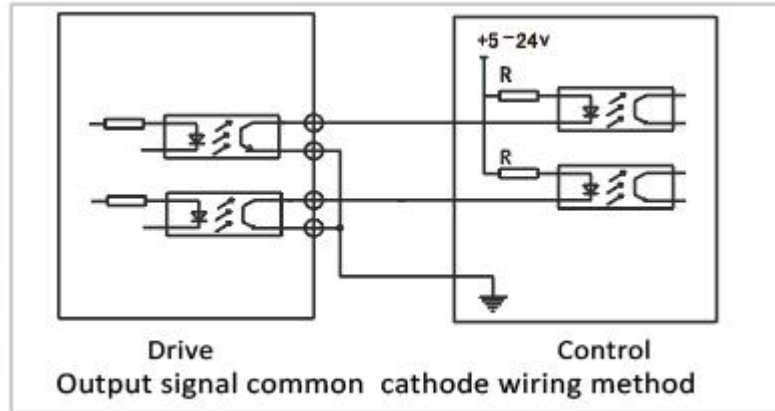 +5-24v
R
R
Drive Control
Output signal common cathode wiring method